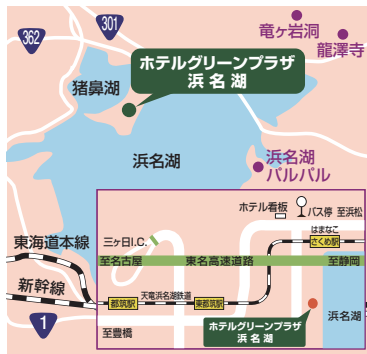 301
362
竜ヶ岩洞
龍澤寺
ホテルグリーンプラザ
浜名湖
猪鼻湖
浜名湖
浜名湖
パルパル
ホテル看板
バス停
至浜松
はまなこ
さくめ駅
東海道本線
三ヶ日I.C.
至名古屋
東名高速道路
至静岡
新幹線
天竜浜名湖鉄道
都筑駅
東都筑駅
浜名湖
1
至豊橋
ホテルグリーンプラザ
浜名湖